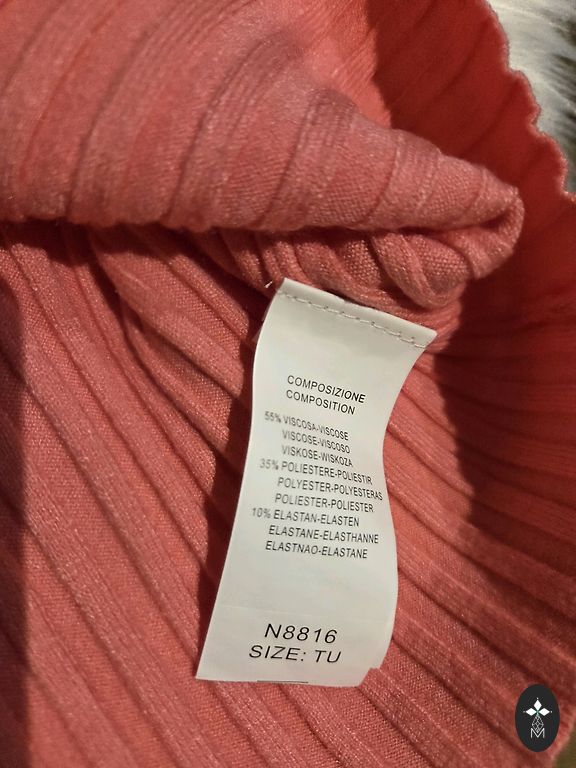 COMPOSIZIONE
COMPOSITION
55% VISCOSA-VISCOSE
VISCOSE-VISCOSO
VISKOSE-WISKOZA
35% POLIESTERE-POLIESTIR
POLYESTER-POLYESTERAS
POLIESTER-POLIESTER
10% ELASTAN-ELASTEN
ELASTANE-ELASTHANNE
ELASTNAO-ELASTANE
N8816
SIZE: TU
M